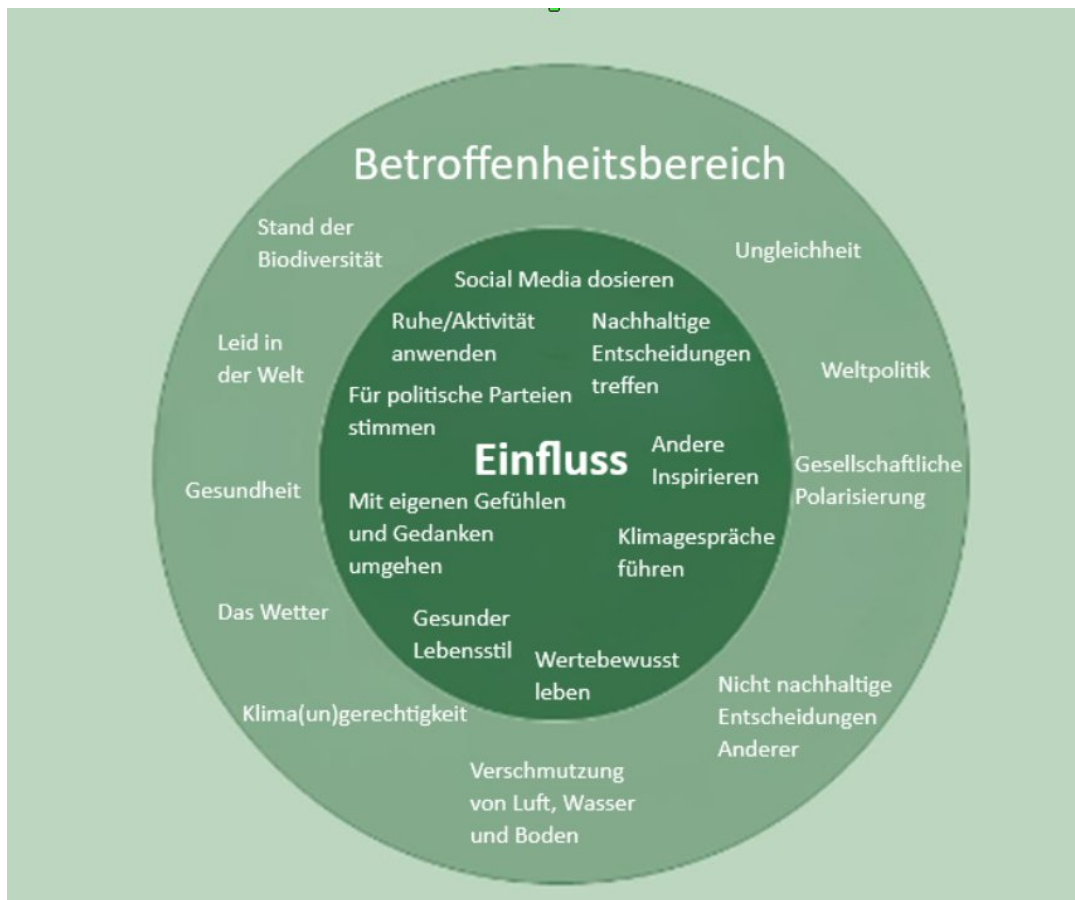 Betroffenheitsbereich
Stand der
Biodiversität
Ungleichheit
Social Media dosieren
Ruhe/Aktivität
anwenden
Nachhaltige
Entscheidungen
treffen
Leid in
der Welt
Weltpolitik
Für politische Parteien
stimmen
Einfluss
Andere
Inspirieren
Gesellschaftliche
Polarisierung
Gesundheit
Mit eigenen Gefühlen
und Gedanken
umgehen
Klimagespräche
führen
Das Wetter
Gesunder
Lebensstil
Wertebewusst
leben
Nicht nachhaltige
Entscheidungen
Anderer
Klima(un)gerechtigkeit
Verschmutzung
von Luft, Wasser
und Boden